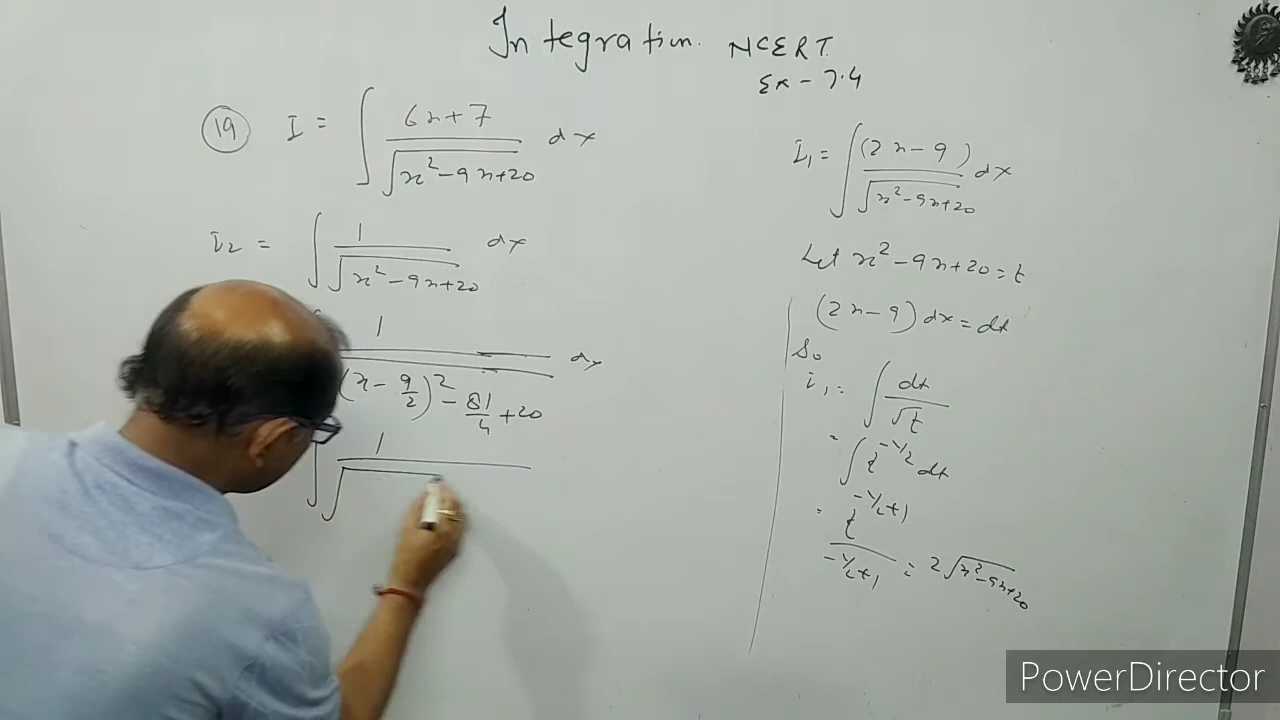 Integration. NCERT.
Ex - 7.4
(19) I = ∫ (6x+7)/√(x²-9x+20) dx
I₂ = ∫ 1/√(x²-9x+20) dx
1/√((x-9/2)² - 81/4 + 20) dx
∫ 1/√
I₁ = ∫ (2x-9)/√(x²-9x+20) dx
Let x²-9x+20=t
(2x-9)dx=dt
So
I₁ = ∫ dt/√t
= ∫ t^(-1/2) dt
= t^(-1/2+1)/(-1/2+1) = 2√(x²-9x+20)
PowerDirector